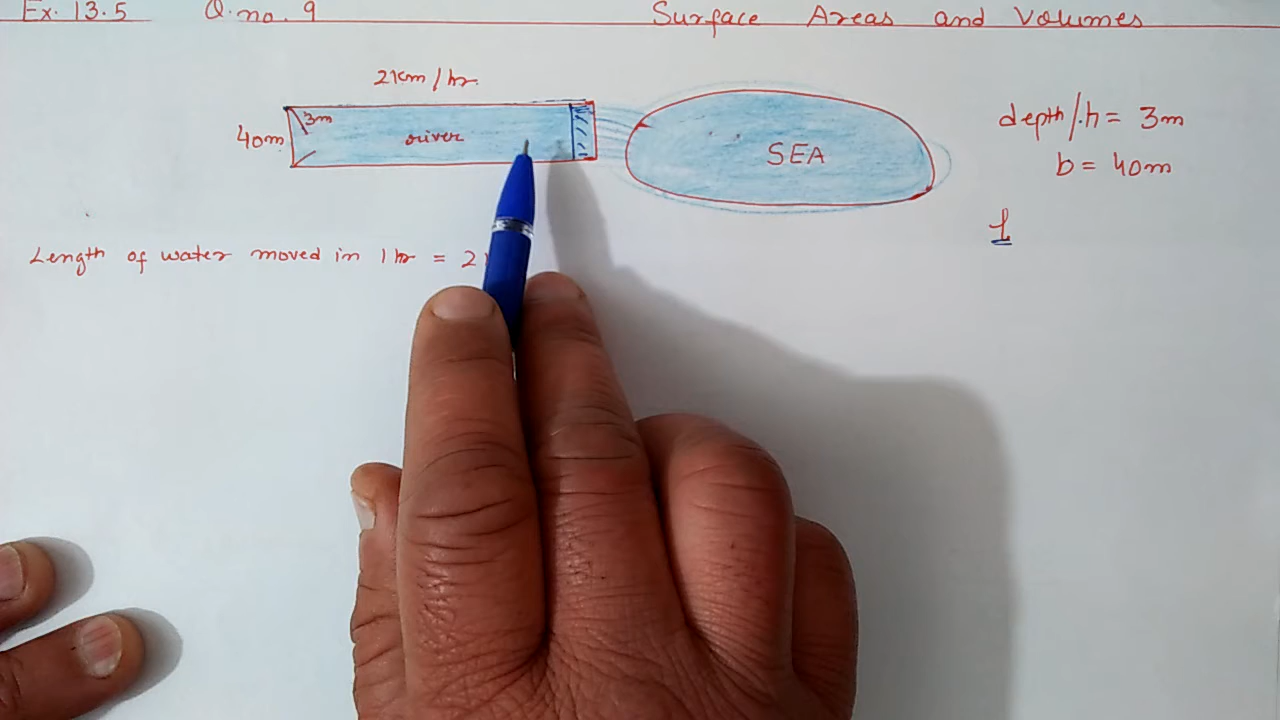 Ex. 13.5 Q. no. 9 Surface Areas and Volumes
21km/hr
3m
40m river
SEA
depth/h = 3m
b = 40m
l
Length of water moved in 1 hr = 2